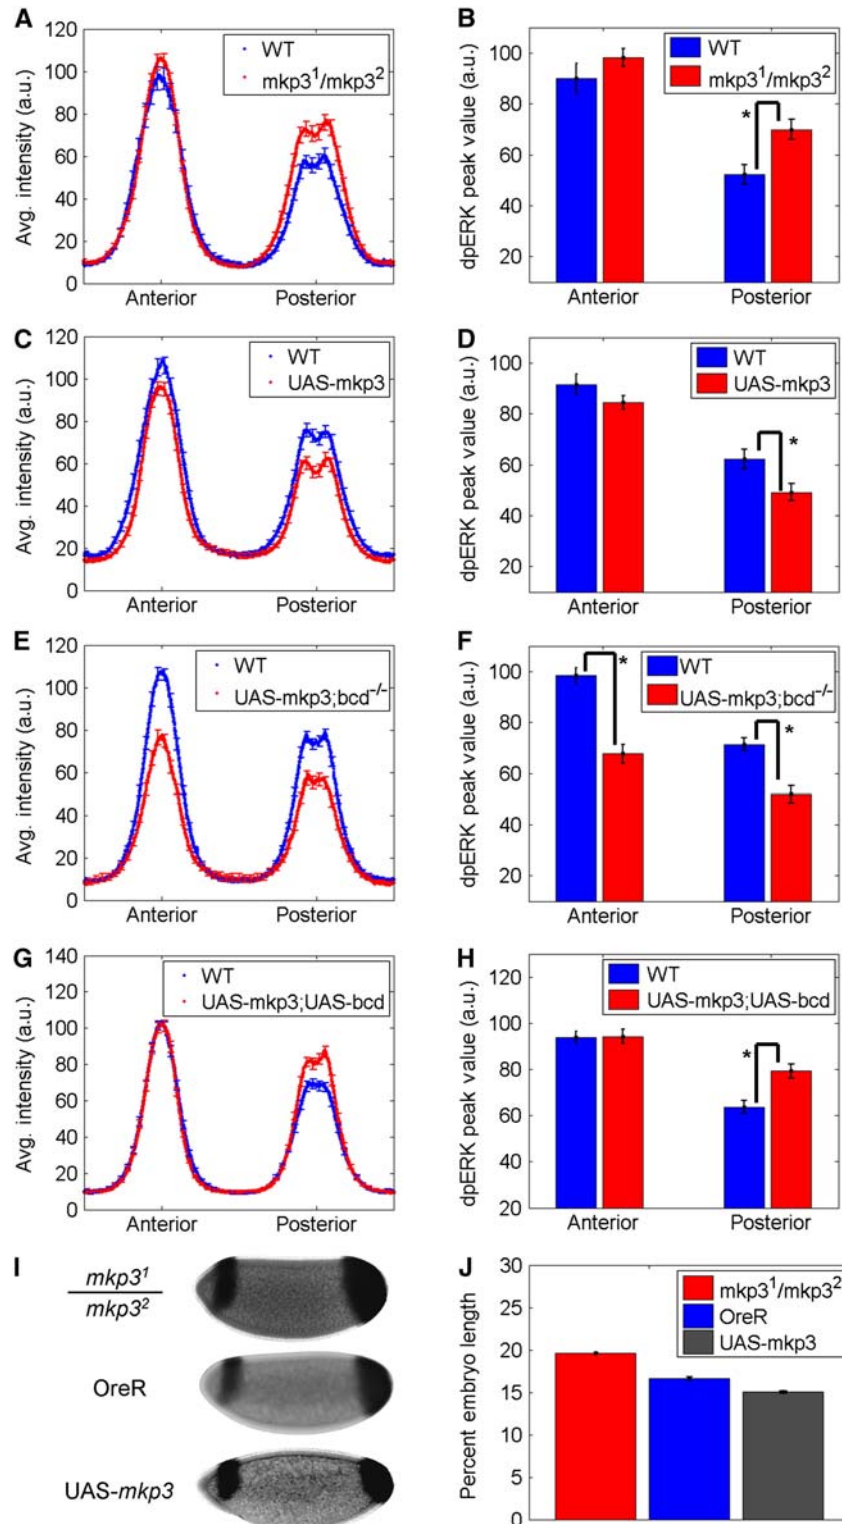 A
Avg. intensity (a.u.)
120
100
80
60
40
20
0
WT
mkp3¹/mkp3²
Anterior
Posterior
B
dpERK peak value (a.u.)
100
80
60
40
20
WT
mkp3¹/mkp3²
*
Anterior
Posterior
C
Avg. intensity (a.u.)
120
100
80
60
40
20
0
WT
UAS-mkp3
Anterior
Posterior
D
dpERK peak value (a.u.)
100
80
60
40
20
WT
UAS-mkp3
*
Anterior
Posterior
E
Avg. intensity (a.u.)
120
100
80
60
40
20
0
WT
UAS-mkp3;bcd⁻/⁻
Anterior
Posterior
F
dpERK peak value (a.u.)
100
80
60
40
20
WT
UAS-mkp3;bcd⁻/⁻
*
*
Anterior
Posterior
G
Avg. intensity (a.u.)
140
120
100
80
60
40
20
0
WT
UAS-mkp3;UAS-bcd
Anterior
Posterior
H
dpERK peak value (a.u.)
120
100
80
60
40
20
WT
UAS-mkp3;UAS-bcd
*
Anterior
Posterior
I
mkp3¹
mkp3²
OreR
UAS-mkp3
J
Percent embryo length
30
25
20
15
10
5
0
mkp3¹/mkp3²
OreR
UAS-mkp3